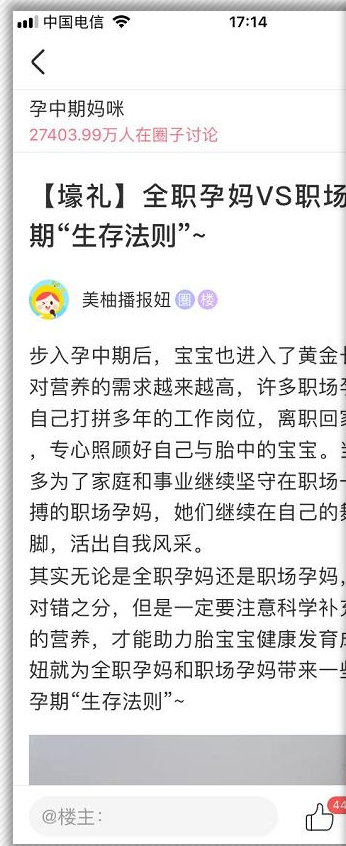 中国电信
17:14
孕中期妈咪
27403.99万人在圈子讨论
【壕礼】全职孕妈VS职场
期“生存法则”~
美柚播报妞 圈 楼
步入孕中期后，宝宝也进入了黄金
对营养的需求越来越高，许多职场
自己打拼多年的工作岗位，离职回家
，专心照顾好自己与胎中的宝宝。
多为了家庭和事业继续坚守在职场
搏的职场孕妈，她们继续在自己的
脚，活出自我风采。
其实无论是全职孕妈还是职场孕妈，
对错之分，但是一定要注意科学补充
的营养，才能助力胎宝宝健康发育
妞就为全职孕妈和职场孕妈带来一些
孕期“生存法则”~
@楼主：
44